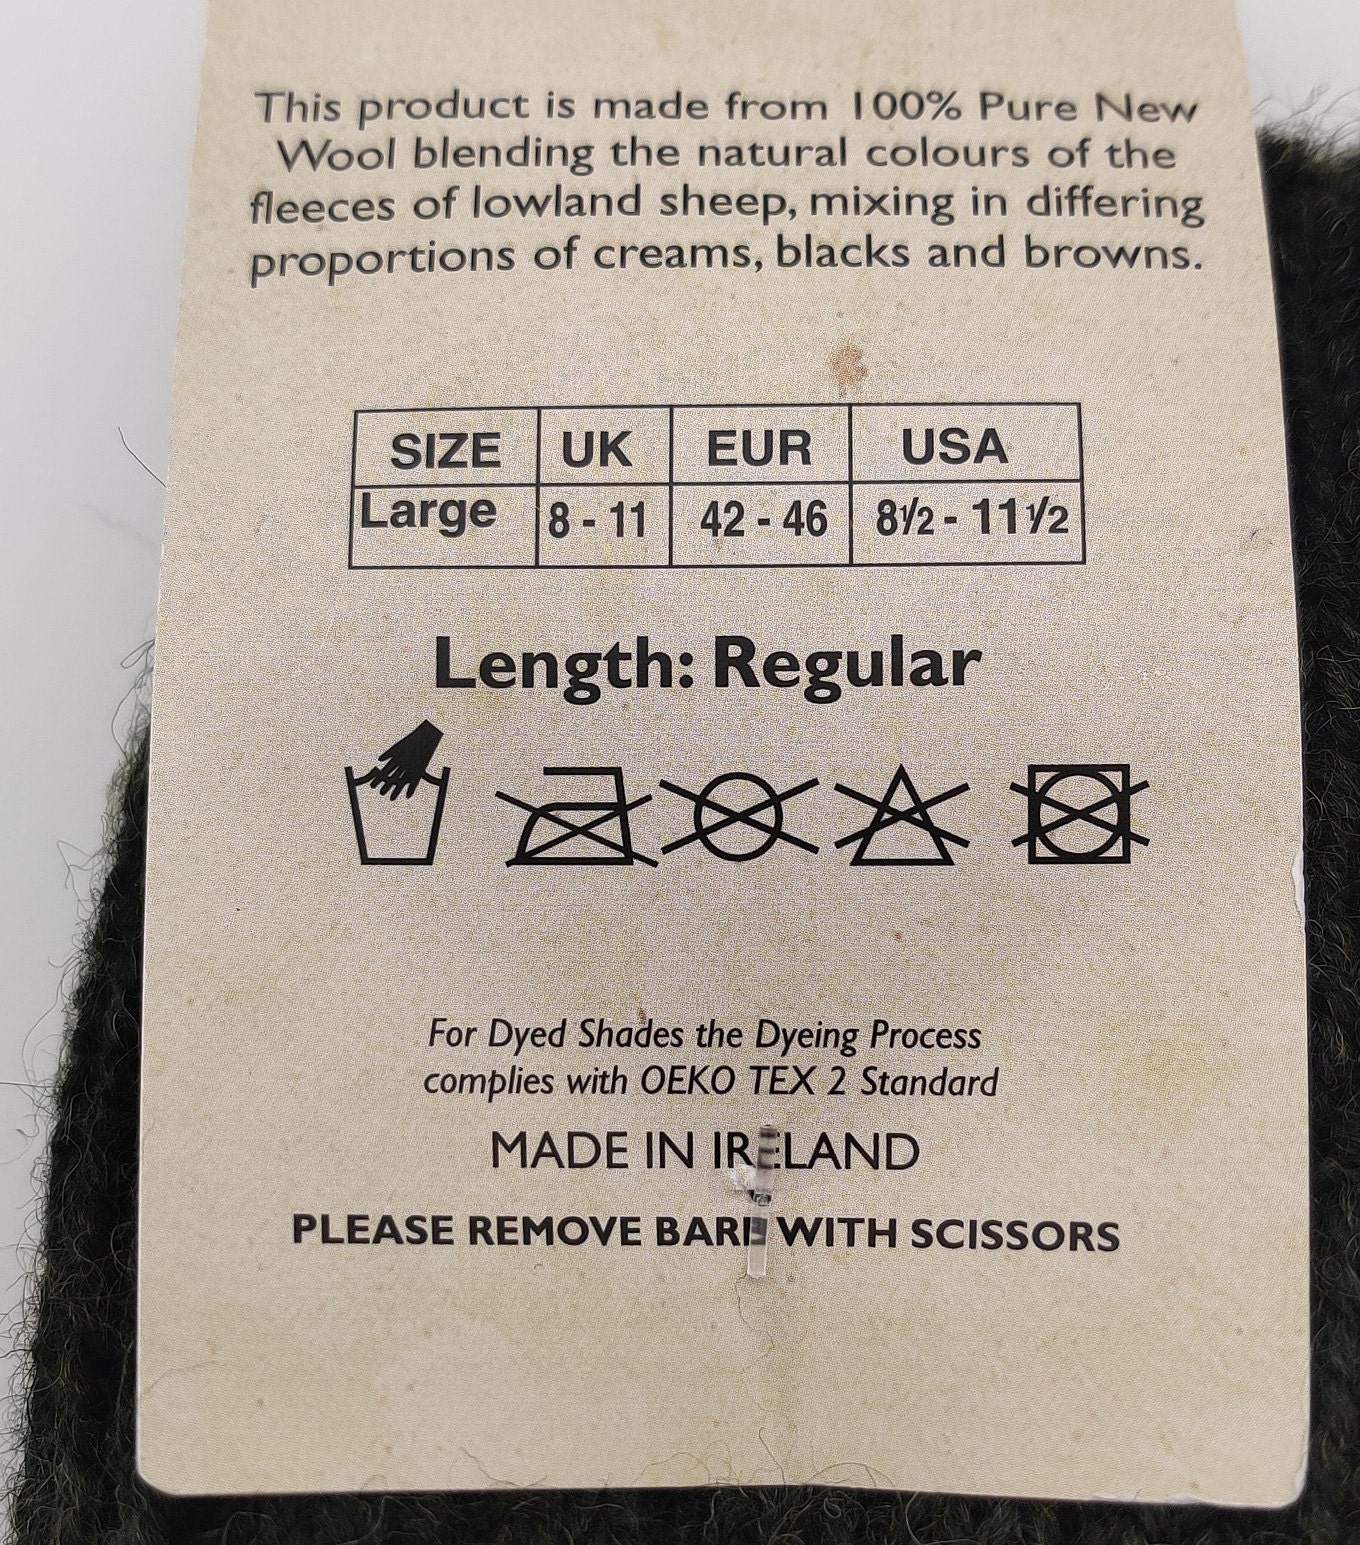 This product is made from 100% Pure New
Wool blending the natural colours of the
fleeces of lowland sheep, mixing in differing
proportions of creams, blacks and browns.
SIZE UK EUR USA
Large 8 - 11 42 - 46 8½ - 11½
Length: Regular
For Dyed Shades the Dyeing Process
complies with OEKO TEX 2 Standard
MADE IN IRELAND
PLEASE REMOVE BARB WITH SCISSORS